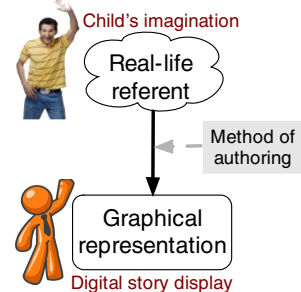 Child's imagination
Real-life
referent
Method of
authoring
Graphical
representation
Digital story display